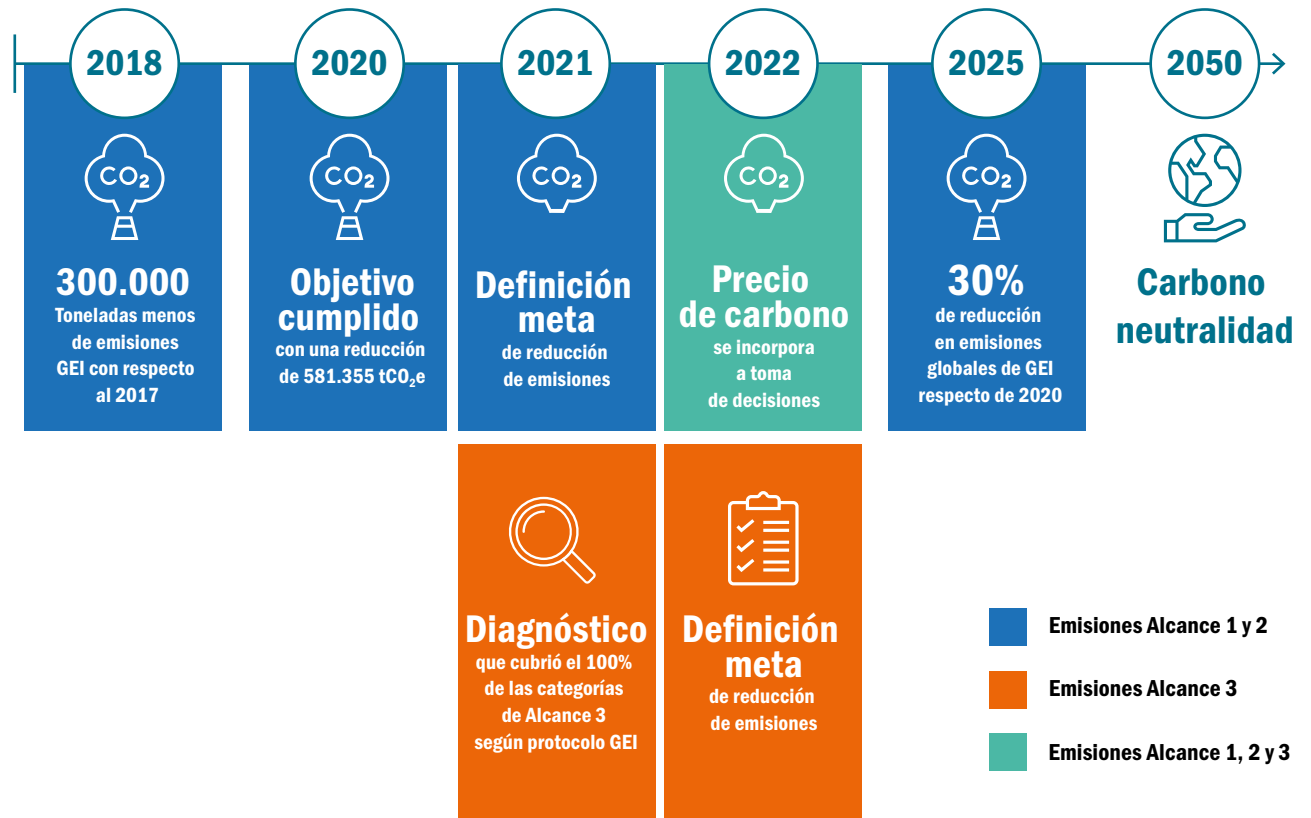 2018
2020
2021
2022
2025
2050
CO₂
300.000
Toneladas menos
de emisiones
GEI con respecto
al 2017
CO₂
Objetivo
cumplido
con una reducción
de 581.355 tCO₂e
CO₂
Definición
meta
de reducción
de emisiones
CO₂
Precio
de carbono
se incorpora
a toma
de decisiones
CO₂
30%
de reducción
en emisiones
globales de GEI
respecto de 2020
Carbono
neutralidad
Diagnóstico
que cubrió el 100%
de las categorías
de Alcance 3
según protocolo GEI
Definición
meta
de reducción
de emisiones
Emisiones Alcance 1 y 2
Emisiones Alcance 3
Emisiones Alcance 1, 2 y 3